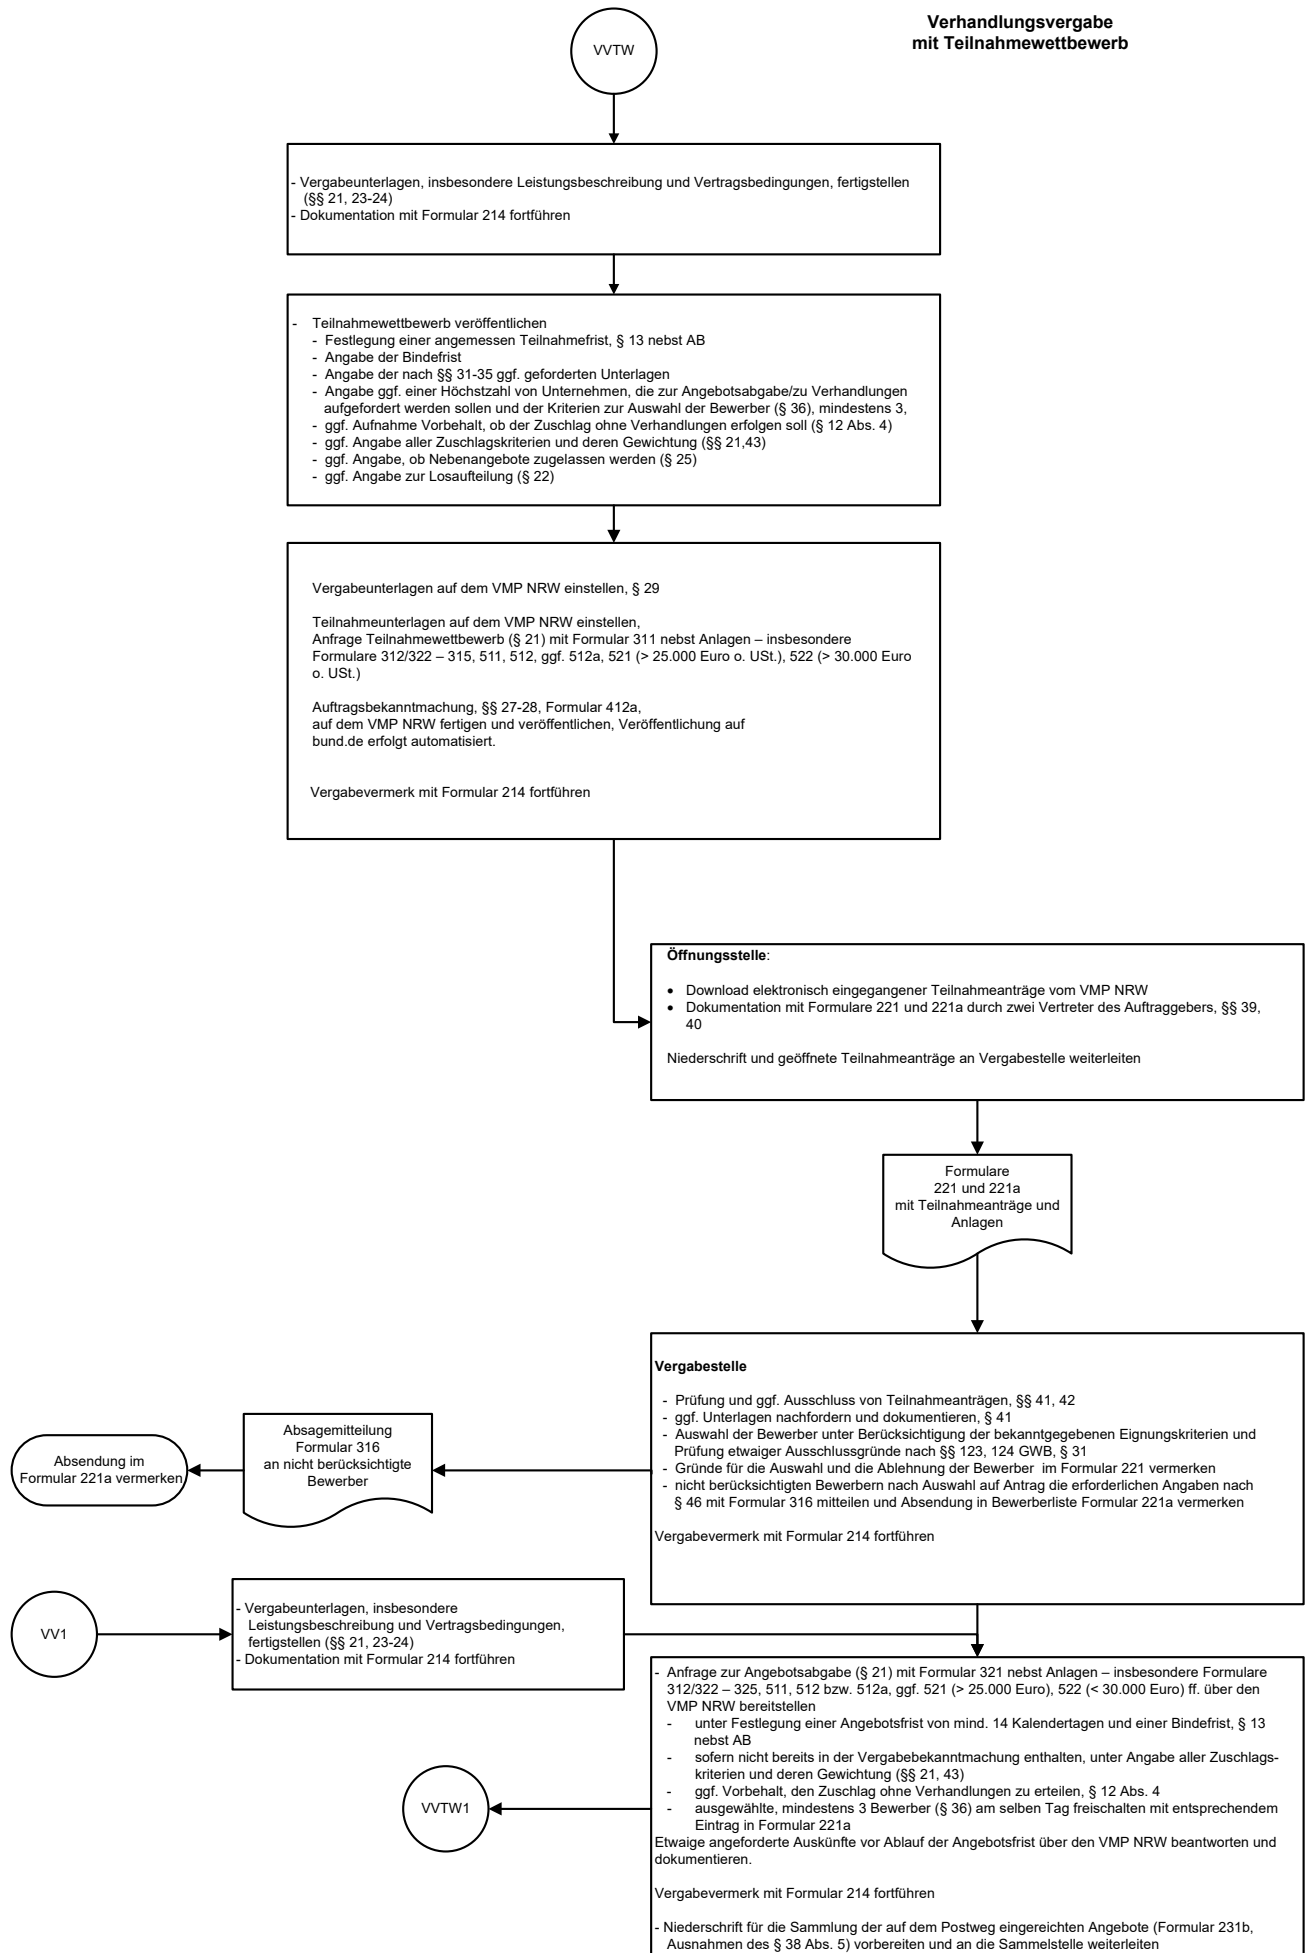 Verhandlungsvergabe
mit Teilnahmewettbewerb
VVTW
- Vergabeunterlagen, insbesondere Leistungsbeschreibung und Vertragsbedingungen, fertigstellen
(§§ 21, 23-24)
- Dokumentation mit Formular 214 fortführen
- Teilnahmewettbewerb veröffentlichen
- Festlegung einer angemessen Teilnahmefrist, § 13 nebst AB
- Angabe der Bindefrist
- Angabe der nach §§ 31-35 ggf. geforderten Unterlagen
- Angabe ggf. einer Höchstzahl von Unternehmen, die zur Angebotsabgabe/zu Verhandlungen
aufgefordert werden sollen und der Kriterien zur Auswahl der Bewerber (§ 36), mindestens 3,
- ggf. Aufnahme Vorbehalt, ob der Zuschlag ohne Verhandlungen erfolgen soll (§ 12 Abs. 4)
- ggf. Angabe aller Zuschlagskriterien und deren Gewichtung (§§ 21,43)
- ggf. Angabe, ob Nebenangebote zugelassen werden (§ 25)
- ggf. Angabe zur Losaufteilung (§ 22)
Vergabeunterlagen auf dem VMP NRW einstellen, § 29
Teilnahmeunterlagen auf dem VMP NRW einstellen,
Anfrage Teilnahmewettbewerb (§ 21) mit Formular 311 nebst Anlagen – insbesondere
Formulare 312/322 – 315, 511, 512, ggf. 512a, 521 (> 25.000 Euro o. USt.), 522 (> 30.000 Euro
o. USt.)
Auftragsbekanntmachung, §§ 27-28, Formular 412a,
auf dem VMP NRW fertigen und veröffentlichen, Veröffentlichung auf
bund.de erfolgt automatisiert.
Vergabevermerk mit Formular 214 fortführen
Öffnungsstelle:
• Download elektronisch eingegangener Teilnahmeanträge vom VMP NRW
• Dokumentation mit Formulare 221 und 221a durch zwei Vertreter des Auftraggebers, §§ 39,
40
Niederschrift und geöffnete Teilnahmeanträge an Vergabestelle weiterleiten
Formulare
221 und 221a
mit Teilnahmeanträge und
Anlagen
Vergabestelle
- Prüfung und ggf. Ausschluss von Teilnahmeanträgen, §§ 41, 42
- ggf. Unterlagen nachfordern und dokumentieren, § 41
- Auswahl der Bewerber unter Berücksichtigung der bekanntgegebenen Eignungskriterien und
Prüfung etwaiger Ausschlussgründe nach §§ 123, 124 GWB, § 31
- Gründe für die Auswahl und die Ablehnung der Bewerber im Formular 221 vermerken
- nicht berücksichtigten Bewerbern nach Auswahl auf Antrag die erforderlichen Angaben nach
§ 46 mit Formular 316 mitteilen und Absendung in Bewerberliste Formular 221a vermerken
Vergabevermerk mit Formular 214 fortführen
Absagemitteilung
Formular 316
an nicht berücksichtigte
Bewerber
Absendung im
Formular 221a vermerken
VV1
- Vergabeunterlagen, insbesondere
Leistungsbeschreibung und Vertragsbedingungen,
fertigstellen (§§ 21, 23-24)
- Dokumentation mit Formular 214 fortführen
- Anfrage zur Angebotsabgabe (§ 21) mit Formular 321 nebst Anlagen – insbesondere Formulare
312/322 – 325, 511, 512 bzw. 512a, ggf. 521 (> 25.000 Euro), 522 (< 30.000 Euro) ff. über den
VMP NRW bereitstellen
- unter Festlegung einer Angebotsfrist von mind. 14 Kalendertagen und einer Bindefrist, § 13
nebst AB
- sofern nicht bereits in der Vergabebekanntmachung enthalten, unter Angabe aller Zuschlags-
kriterien und deren Gewichtung (§§ 21, 43)
- ggf. Vorbehalt, den Zuschlag ohne Verhandlungen zu erteilen, § 12 Abs. 4
- ausgewählte, mindestens 3 Bewerber (§ 36) am selben Tag freischalten mit entsprechendem
Eintrag in Formular 221a
Etwaige angeforderte Auskünfte vor Ablauf der Angebotsfrist über den VMP NRW beantworten und
dokumentieren.
Vergabevermerk mit Formular 214 fortführen
- Niederschrift für die Sammlung der auf dem Postweg eingereichten Angebote (Formular 231b,
Ausnahmen des § 38 Abs. 5) vorbereiten und an die Sammelstelle weiterleiten
VVTW1